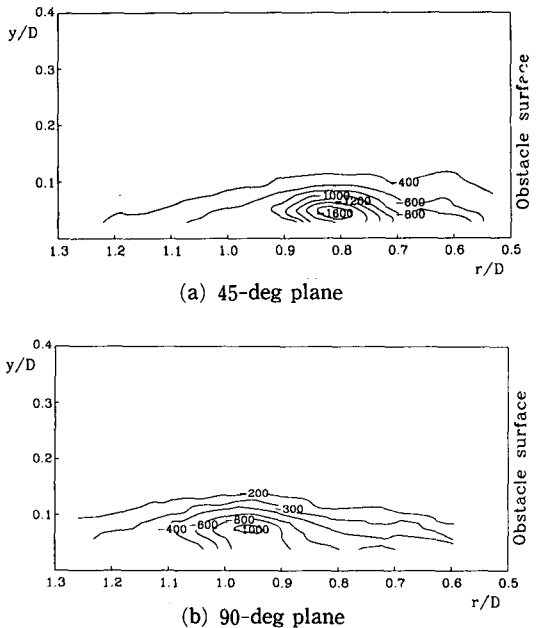 0.4
y/D
0.3
0.2
0.1
-400
1000
-1200
-1600
-600
-800
1.3 1.2 1.1 1.0 0.9 0.8 0.7 0.6 0.5
r/D
Obstacle surface
(a) 45-deg plane
0.4
y/D
0.3
0.2
0.1
-200
-300
-400
-600
-800
1000
1.3 1.2 1.1 1.0 0.9 0.8 0.7 0.6 0.5
r/D
Obstacle surface
(b) 90-deg plane